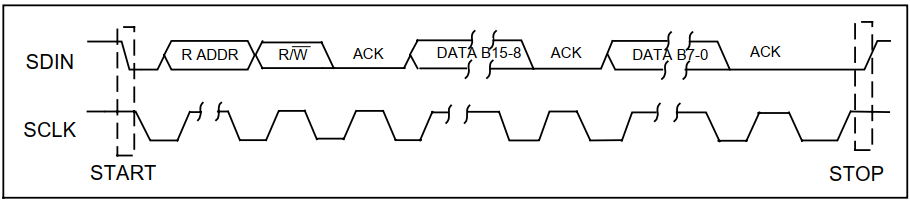 SDIN
R ADDR
R/W̅
ACK
DATA B15-8
ACK
DATA B7-0
ACK
SCLK
START
STOP